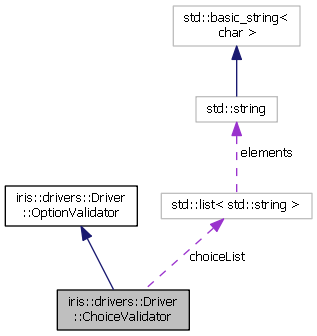 std::basic_string<
char >
std::string
elements
iris::drivers::Driver
::OptionValidator
std::list< std::string >
choiceList
iris::drivers::Driver
::ChoiceValidator